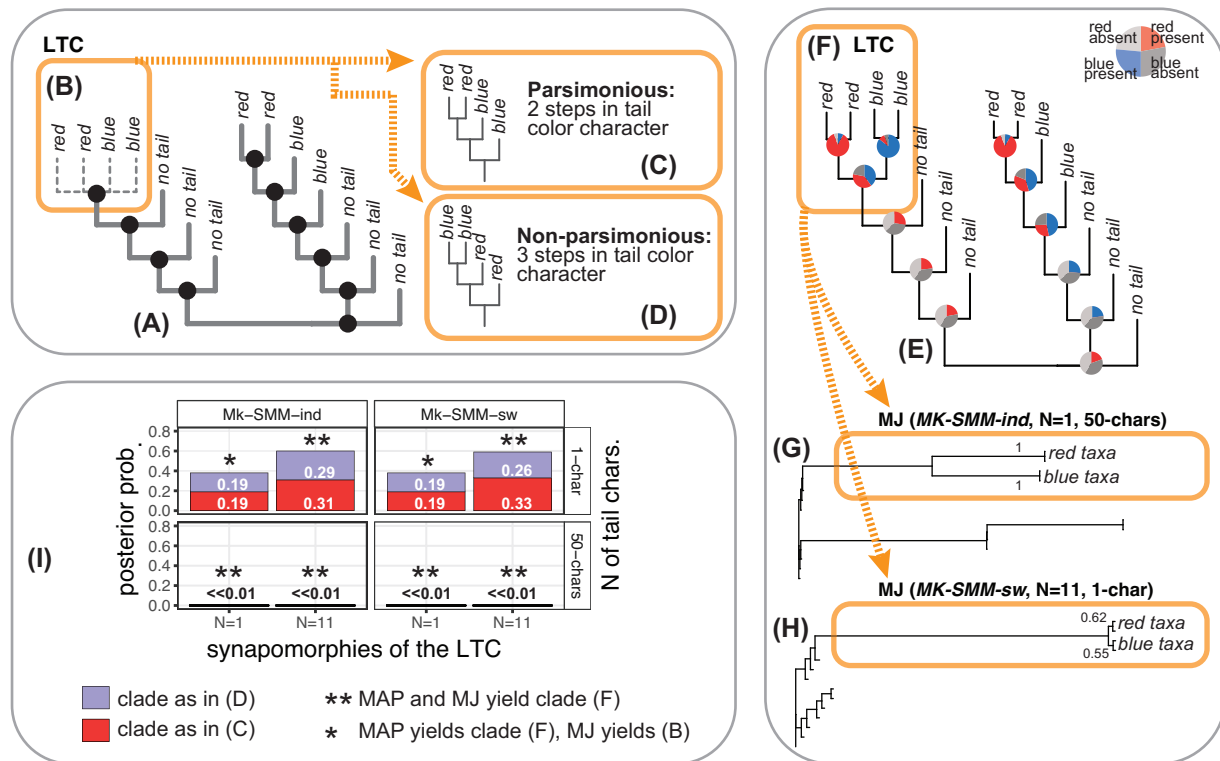 LTC
(B)
red
red
blue
blue
no tail
no tail
no tail
red
red
blue
blue
no tail
no tail
no tail
(A)
red
red
blue
blue
Parsimonious:
2 steps in tail
color character
(C)
blue
blue
red
red
Non-parsimonious:
3 steps in tail
color character
(D)
(F)
LTC
red
absent
red
present
blue
present
blue
absent
red
red
blue
blue
no tail
no tail
no tail
red
red
blue
blue
no tail
no tail
no tail
(E)
MJ (MK-SMM-ind, N=1, 50-chars)
(G)
1
red taxa
blue taxa
1
MJ (MK-SMM-sw, N=11, 1-char)
(H)
0.62
red taxa
blue taxa
0.55
(I)
Mk−SMM−ind
Mk−SMM−sw
posterior prob.
0.8
0.6
0.4
0.2
0.0
*
0.19
0.19
**
0.29
0.31
*
0.19
0.19
**
0.26
0.33
1−char
0.8
0.6
0.4
0.2
0.0
**
<<0.01
**
<<0.01
**
<<0.01
**
<<0.01
50−chars
N of tail chars.
N=1
N=11
N=1
N=11
synapomorphies of the LTC
clade as in (D)
clade as in (C)
** MAP and MJ yield clade (F)
* MAP yields clade (F), MJ yields (B)